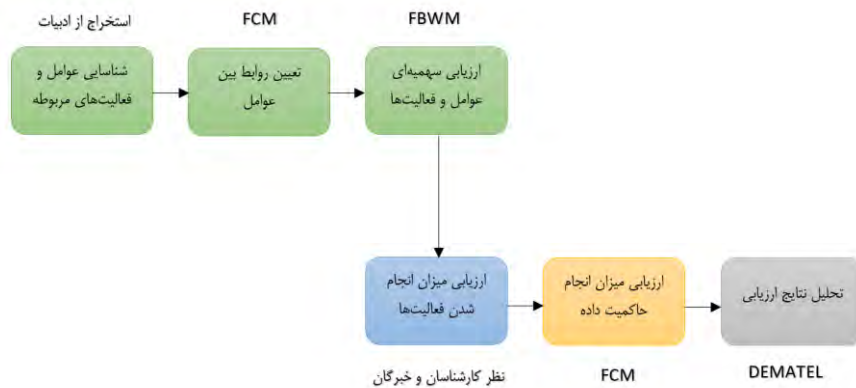 استخراج از ادبیات
FCM
FBWM
شناسایی عوامل و
فعالیت‌های مربوطه
تعیین روابط بین
عوامل
ارزیابی سهمیه‌ای
عوامل و فعالیت‌ها
ارزیابی میزان انجام
شدن فعالیت‌ها
ارزیابی میزان انجام
حاکمیت داده
تحلیل نتایج ارزیابی
نظر کارشناسان و خبرگان
FCM
DEMATEL